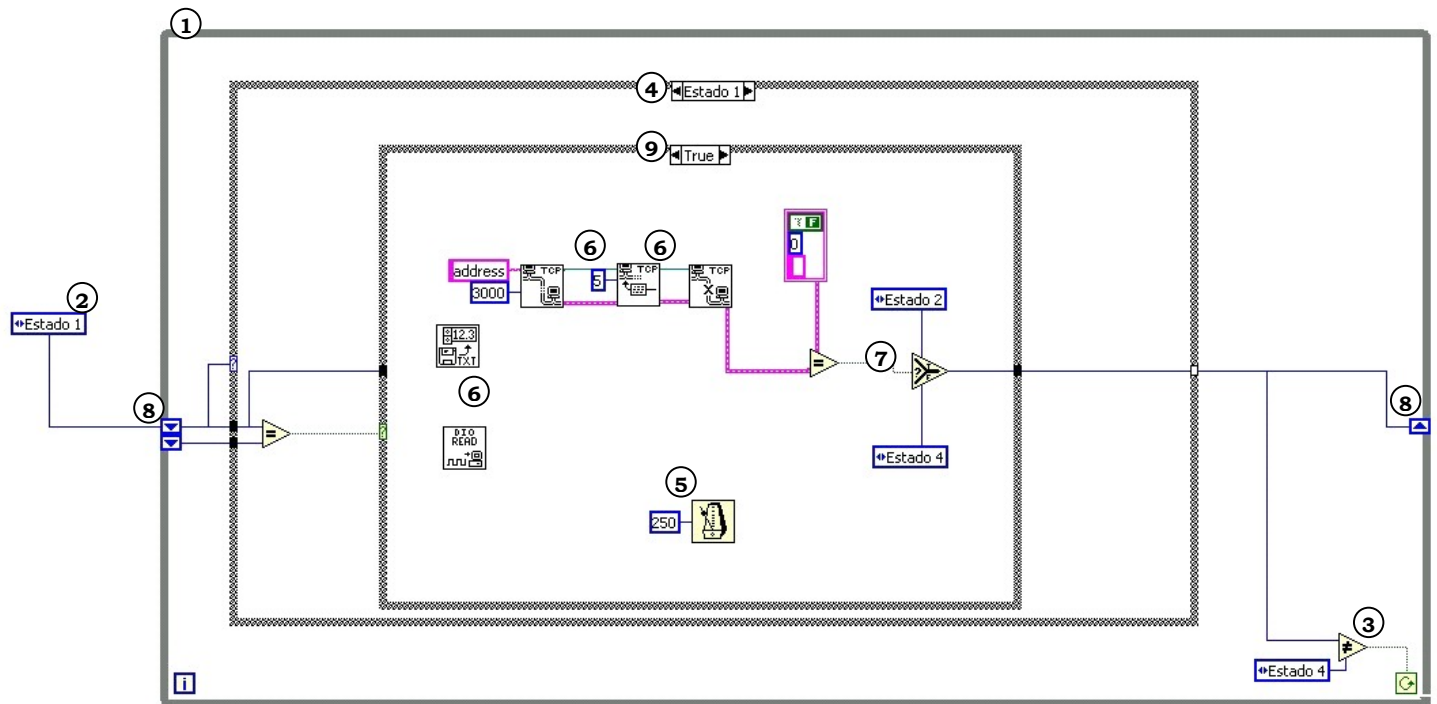 1
4
Estado 1
9
True
6
6
? F
address
TCP
TCP
TCP
0
3000
5
X
2
Estado 1
Estado 2
12.3
TXT
=
7
?
F
?
6
8
8
=
?
DIO
READ
Estado 4
5
250
3
≠
Estado 4
i